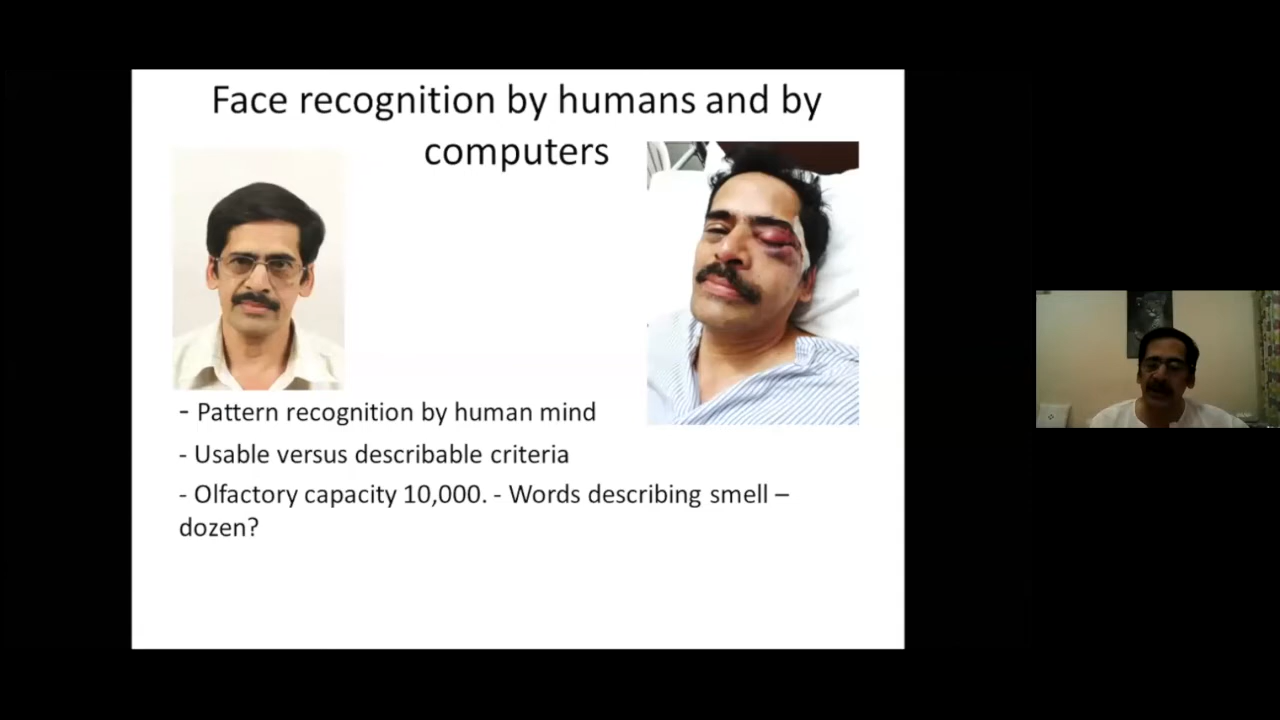 Face recognition by humans and by
computers
- Pattern recognition by human mind
- Usable versus describable criteria
- Olfactory capacity 10,000. - Words describing smell –
dozen?